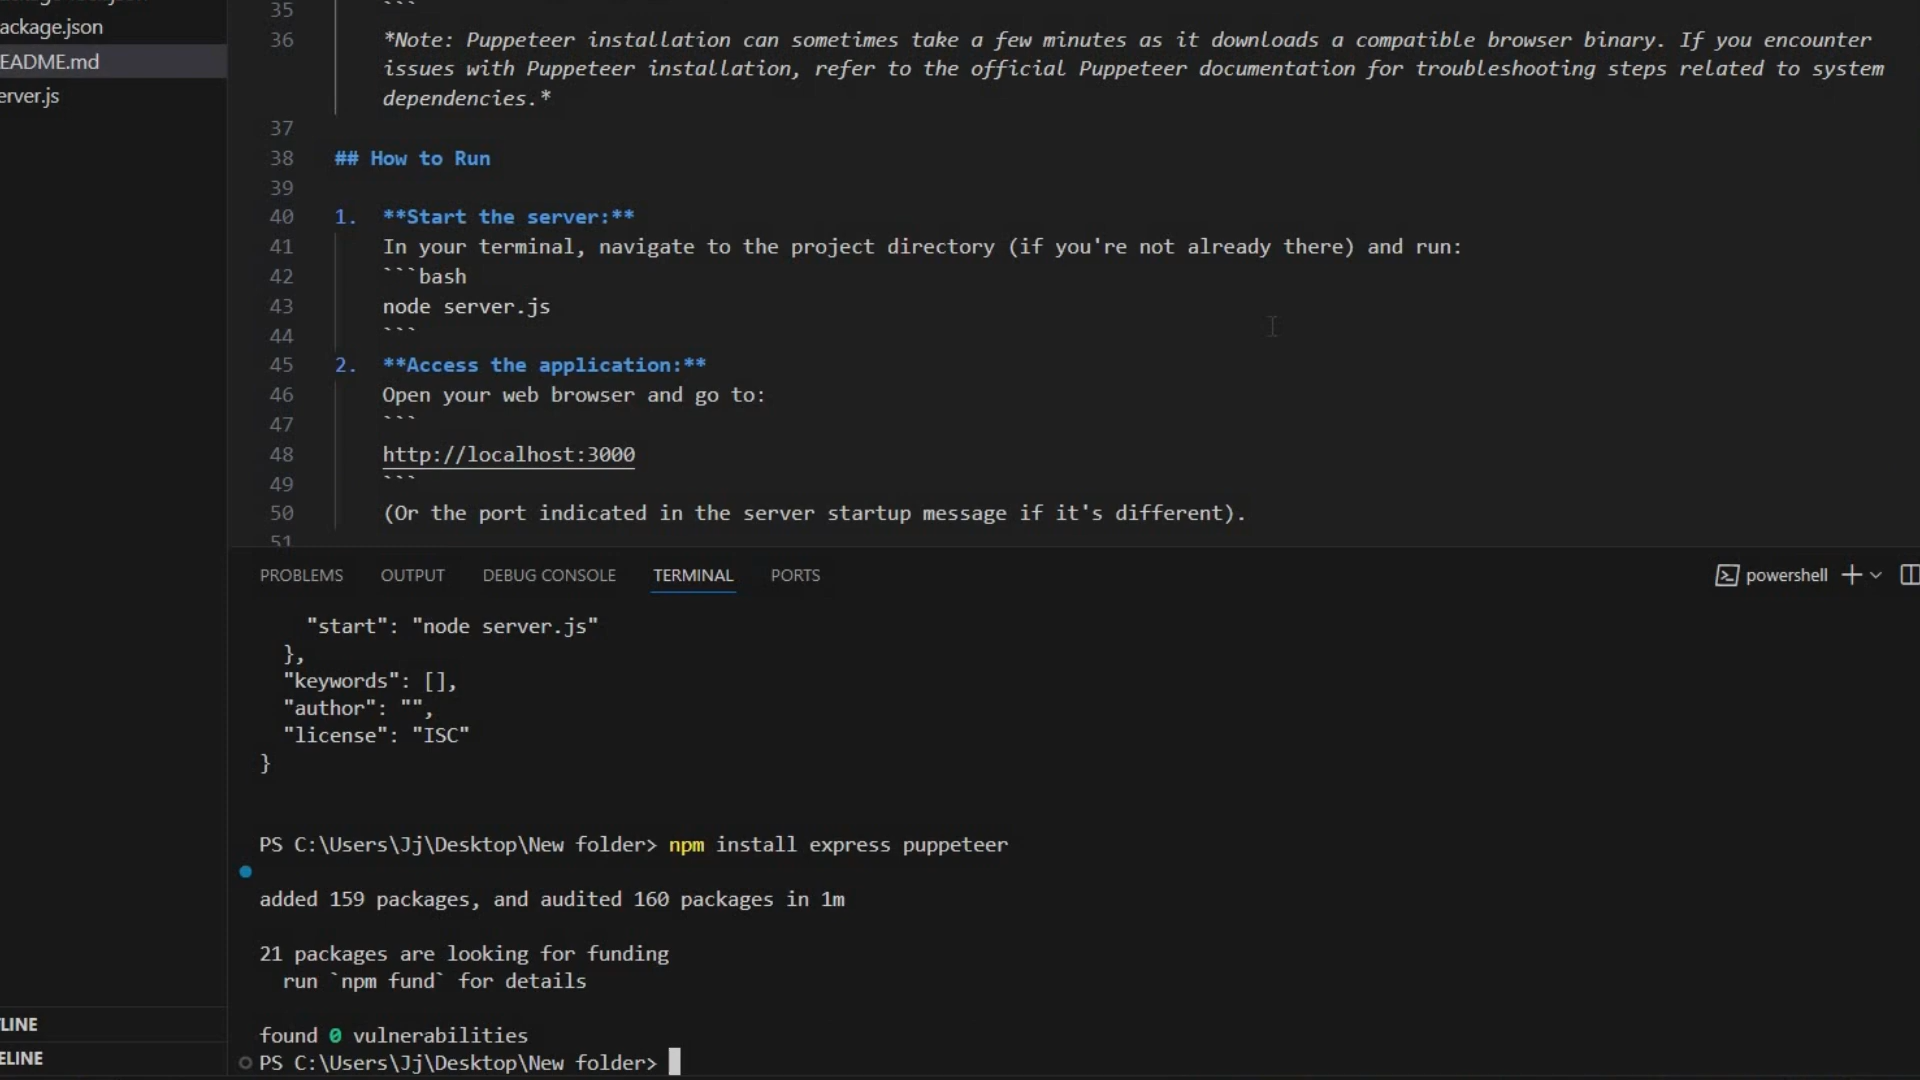 ackage.json
EADME.md
erver.js
35 ```
36 *Note: Puppeteer installation can sometimes take a few minutes as it downloads a compatible browser binary. If you encounter
issues with Puppeteer installation, refer to the official Puppeteer documentation for troubleshooting steps related to system
dependencies.*
37
38 ## How to Run
39
40 1. **Start the server:**
41 In your terminal, navigate to the project directory (if you're not already there) and run:
42 ```bash
43 node server.js
44 ```
45 2. **Access the application:**
46 Open your web browser and go to:
47 ```
48 http://localhost:3000
49 ```
50 (Or the port indicated in the server startup message if it's different).
51
PROBLEMS OUTPUT DEBUG CONSOLE TERMINAL PORTS powershell
"start": "node server.js"
},
"keywords": [],
"author": "",
"license": "ISC"
}
PS C:\Users\Jj\Desktop\New folder> npm install express puppeteer
added 159 packages, and audited 160 packages in 1m
21 packages are looking for funding
run `npm fund` for details
found 0 vulnerabilities
PS C:\Users\Jj\Desktop\New folder>
LINE
ELINE